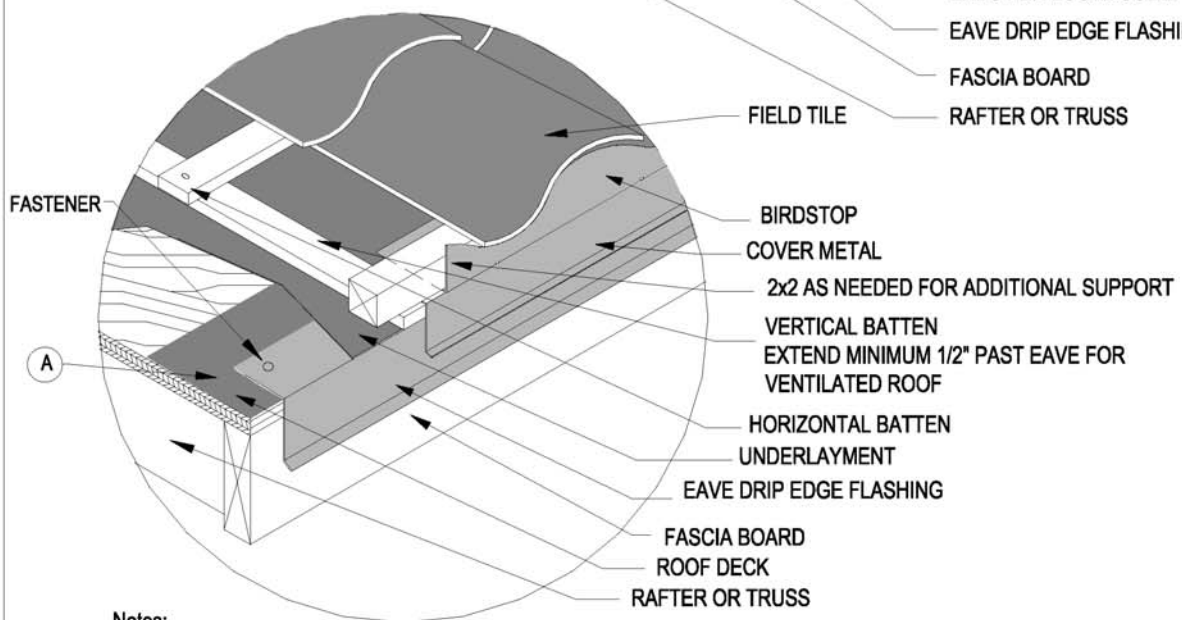 EAVE DRIP EDGE FLASHI
FASCIA BOARD
RAFTER OR TRUSS
FIELD TILE
FASTENER
BIRDSTOP
COVER METAL
2x2 AS NEEDED FOR ADDITIONAL SUPPORT
VERTICAL BATTEN
EXTEND MINIMUM 1/2" PAST EAVE FOR
VENTILATED ROOF
A
HORIZONTAL BATTEN
UNDERLAYMENT
EAVE DRIP EDGE FLASHING
FASCIA BOARD
ROOF DECK
RAFTER OR TRUSS
Notes: